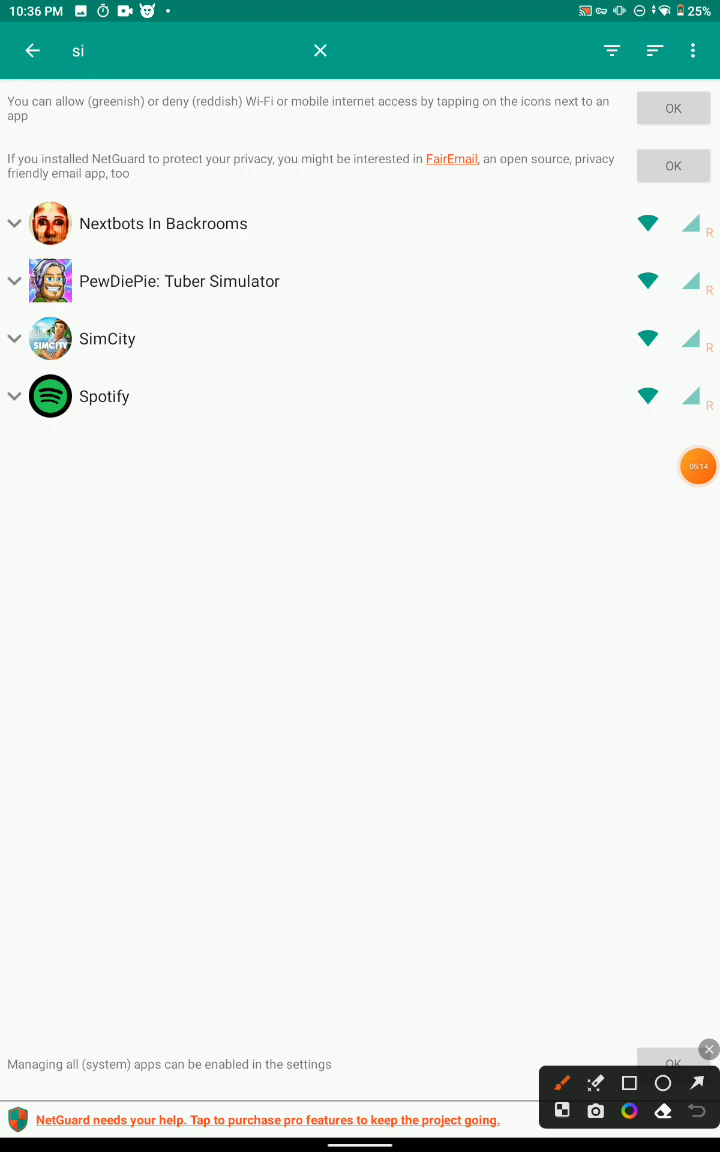 10:36 PM
25%
si
You can allow (greenish) or deny (reddish) Wi-Fi or mobile internet access by tapping on the icons next to an
app
OK
If you installed NetGuard to protect your privacy, you might be interested in FairEmail, an open source, privacy
friendly email app, too
OK
Nextbots In Backrooms
R
PewDiePie: Tuber Simulator
R
SIMCITY
SimCity
R
Spotify
R
05:14
Managing all (system) apps can be enabled in the settings
OK
NetGuard needs your help. Tap to purchase pro features to keep the project going.